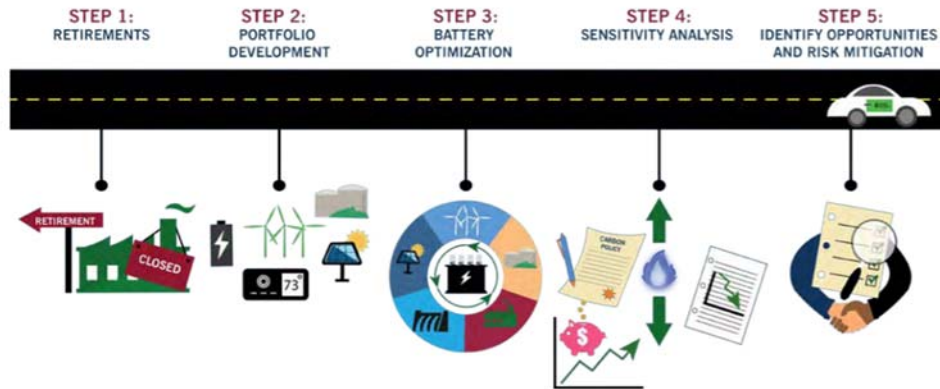 STEP 1:
RETIREMENTS
STEP 2:
PORTFOLIO
DEVELOPMENT
STEP 3:
BATTERY
OPTIMIZATION
STEP 4:
SENSITIVITY ANALYSIS
STEP 5:
IDENTIFY OPPORTUNITIES
AND RISK MITIGATION
RETIREMENT
CLOSED
73°
CARBON
POLICY
$